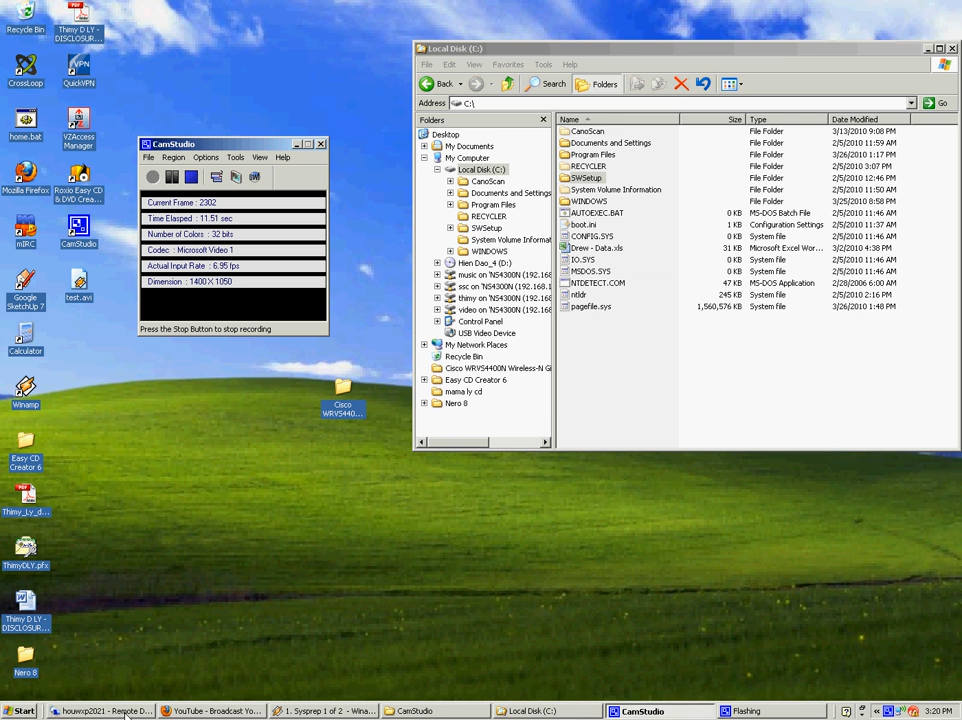 Recycle Bin
Thimy D LY -
DISCLOSUR...
CrossLoop
VPN
QuickVPN
home.bat
VZAccess
Manager
Mozilla Firefox
Roxio Easy CD
& DVD Crea...
mIRC
CamStudio
Google
SketchUp 7
test.avi
Calculator
Winamp
Easy CD
Creator 6
Thimy_Ly_d...
ThimyDLY.pfx
Thimy D LY -
DISCLOSUR...
Nero 8
Cisco
WRVS4400...
CamStudio
File Region Options Tools View Help
Current Frame : 2302
Time Elasped : 11.51 sec
Number of Colors : 32 bits
Codec : Microsoft Video 1
Actual Input Rate : 6.95 fps
Dimension : 1400 X 1050
Press the Stop Button to stop recording
Local Disk (C:)
File Edit View Favorites Tools Help
Back Search Folders
Address C:\ Go
Folders
Desktop
My Documents
My Computer
Local Disk (C:)
CanoScan
Documents and Settings
Program Files
RECYCLER
SWSetup
System Volume Informat
WINDOWS
Hien Dao_4 (D:)
music on 'NS4300N (192.168
ssc on 'NS4300N (192.168.1
thimy on 'NS4300N (192.168
video on 'NS4300N (192.168
Control Panel
USB Video Device
My Network Places
Recycle Bin
Cisco WRVS4400N Wireless-N Gi
Easy CD Creator 6
mama ly cd
Nero 8
Name Size Type Date Modified
CanoScan File Folder 3/13/2010 9:08 PM
Documents and Settings File Folder 2/5/2010 11:59 AM
Program Files File Folder 3/26/2010 1:17 PM
RECYCLER File Folder 2/5/2010 3:07 PM
SWSetup File Folder 2/5/2010 12:46 PM
System Volume Information File Folder 2/5/2010 11:50 AM
WINDOWS File Folder 3/25/2010 8:58 PM
AUTOEXEC.BAT 0 KB MS-DOS Batch File 2/5/2010 11:46 AM
boot.ini 1 KB Configuration Settings 2/5/2010 11:37 AM
CONFIG.SYS 0 KB System file 2/5/2010 11:46 AM
Drew - Data.xls 31 KB Microsoft Excel Wor... 3/2/2010 4:38 PM
IO.SYS 0 KB System file 2/5/2010 11:46 AM
MSDOS.SYS 0 KB System file 2/5/2010 11:46 AM
NTDETECT.COM 47 KB MS-DOS Application 2/28/2006 6:00 AM
ntldr 245 KB System file 2/5/2010 2:16 PM
pagefile.sys 1,560,576 KB System file 3/26/2010 1:48 PM
Start houwxp2021 - Remote D... YouTube - Broadcast Yo... 1. Sysprep 1 of 2 - Wina... CamStudio Local Disk (C:) CamStudio Flashing 3:20 PM